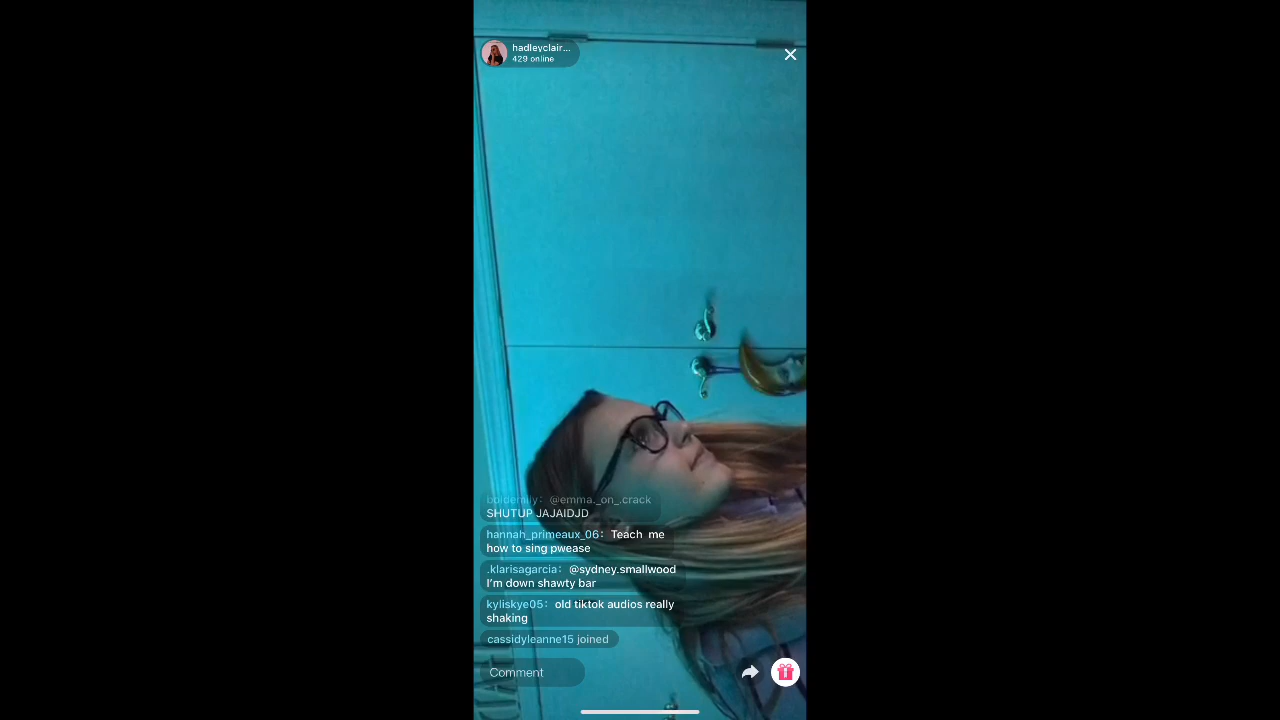 hadleyclair...
429 online
boldemily: @emma._on_.crack
SHUTUP JAJAIDJD
hannah_primeaux_06: Teach me
how to sing pwease
.klarisagarcia: @sydney.smallwood
I'm down shawty bar
kyliskye05: old tiktok audios really
shaking
cassidyleanne15 joined
Comment